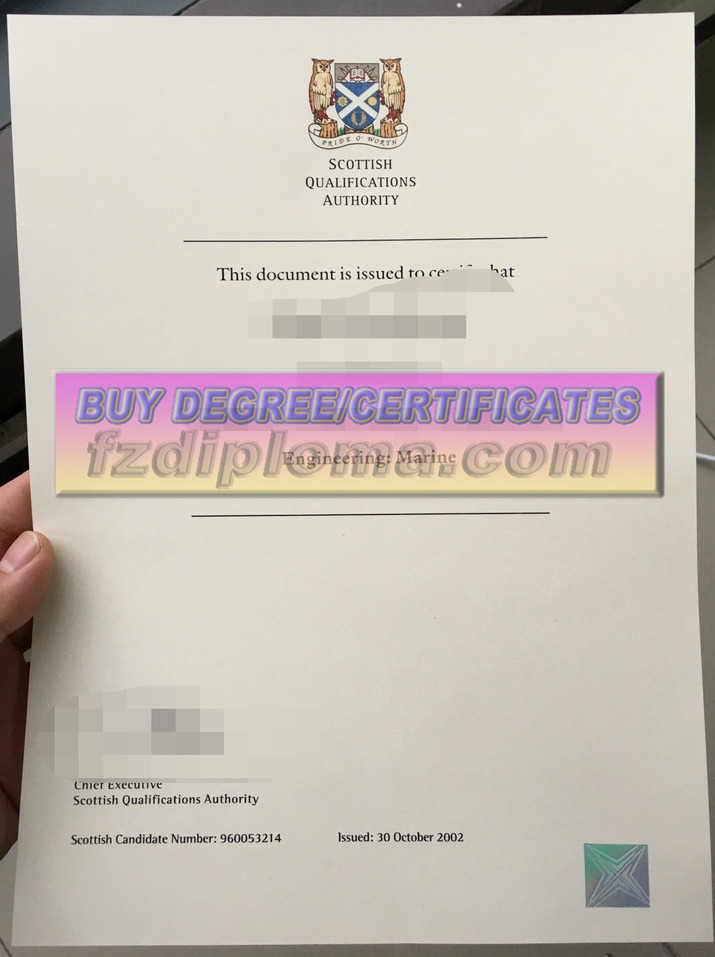 PRIDE O' WORTH
SCOTTISH
QUALIFICATIONS
AUTHORITY
This document is issued to that
BUY DEGREE/CERTIFICATES
fzdiploma.com
Engineering: Marine
Chief Executive
Scottish Qualifications Authority
Scottish Candidate Number: 960053214
Issued: 30 October 2002